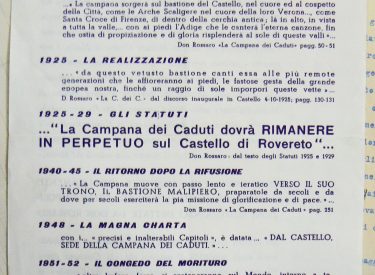 « La campana sorgerà sul bastione del Castello, nel cuore ed al cospetto
della Città, come le Arche Scaligere nel cuore della loro Verona... come
Santa Croce di Firenze, di dentro della cerchia antica; là in alto, in vista
a tutta la valle,... con ai piedi l'Adige che le canterà l'eterna canzone, fin
che ostia di propiziazione e di gloria risplenderà al sole di queste valli »...
Don Rossaro «La Campana dei Caduti» pagg. 50-51
1925 - LA REALIZZAZIONE
... «da questo vetusto bastione canti essa alle più remote
generazioni che le affioreranno ai piedi, le fastose gesta della grande
epopea nostra, finché un raggio di sole imporpori queste vette »...
D. Rossaro «La C. dei C.» - dal discorso inaugurale in Castello 4-10-1925; pagg. 130-131
1925-29 - GLI STATUTI
..."La Campana dei Caduti dovrà RIMANERE
IN PERPETUO sul Castello di Rovereto"...
Don Rossaro - dal testo degli Statuti 1925 e 1929
1940-45 - IL RITORNO DOPO LA RIFUSIONE
... « La Campana muove con passo lento e ieratico VERSO IL SUO
TRONO, IL BASTIONE MALIPIERO, preparatole de secoli e da
dove per secoli eserciterà la pia missione di glorificazione e di pace. »...
Don Rossaro «La Campana dei Caduti» pag. 251
1948 - LA MAGNA CHARTA
con i... « precisi e inalterabili Capitoli », è datata... « DAL CASTELLO,
SEDE DELLA CAMPANA DEI CADUTI. »...
1951-52 - IL CONGEDO DEL MORITURO